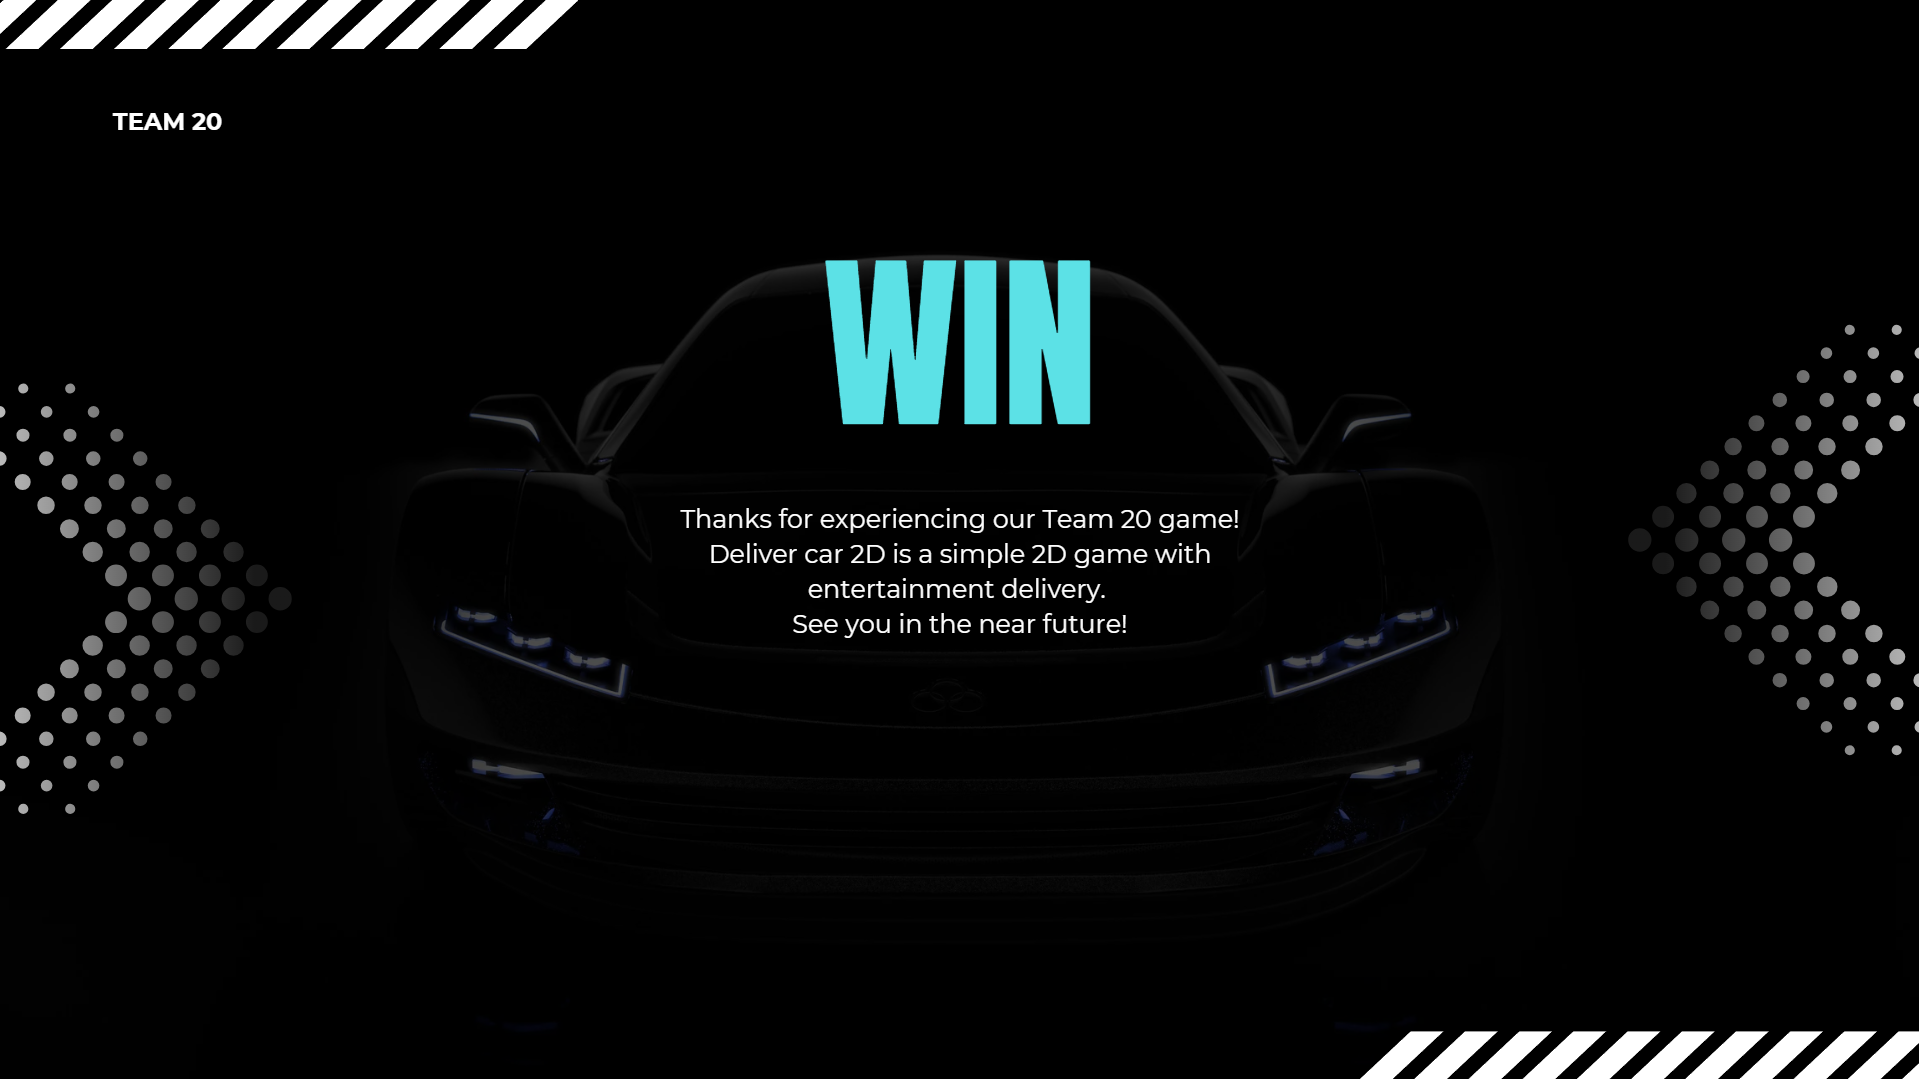 TEAM 20
WIN
Thanks for experiencing our Team 20 game!
Deliver car 2D is a simple 2D game with
entertainment delivery.
See you in the near future!